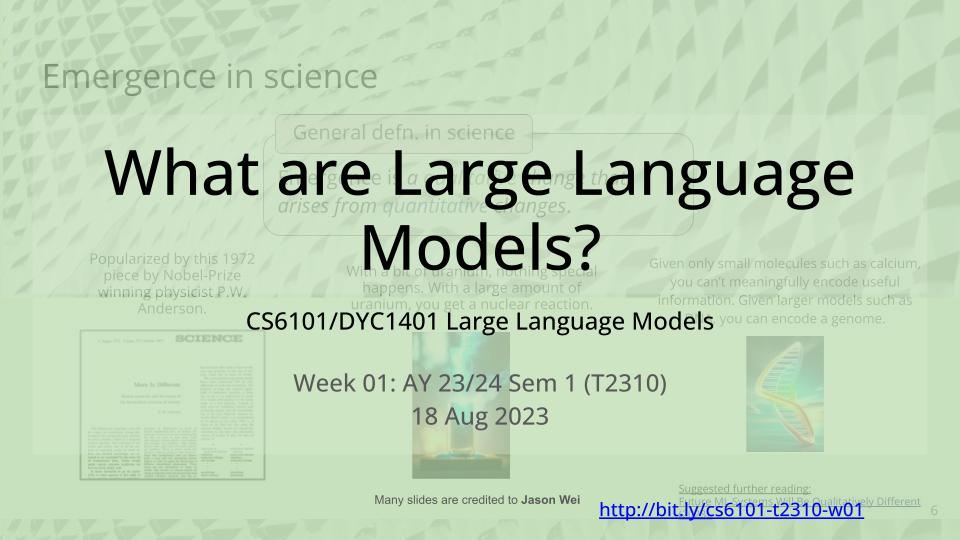 Emergence in science
General defn. in science
What are Large Language
Emergence is a qualitative change that
arises from quantitative changes.
Models?
Popularized by this 1972
piece by Nobel-Prize
winning physicist P.W.
Anderson.
With a bit of uranium, nothing special
happens. With a large amount of
uranium, you get a nuclear reaction.
Given only small molecules such as calcium,
you can't meaningfully encode useful
information. Given larger models such as
you can encode a genome.
CS6101/DYC1401 Large Language Models
SCIENCE
More Is Different
Week 01: AY 23/24 Sem 1 (T2310)
18 Aug 2023
Many slides are credited to Jason Wei
Suggested further reading:
Future ML Systems Will Be Qualitatively Different
http://bit.ly/cs6101-t2310-w01
6